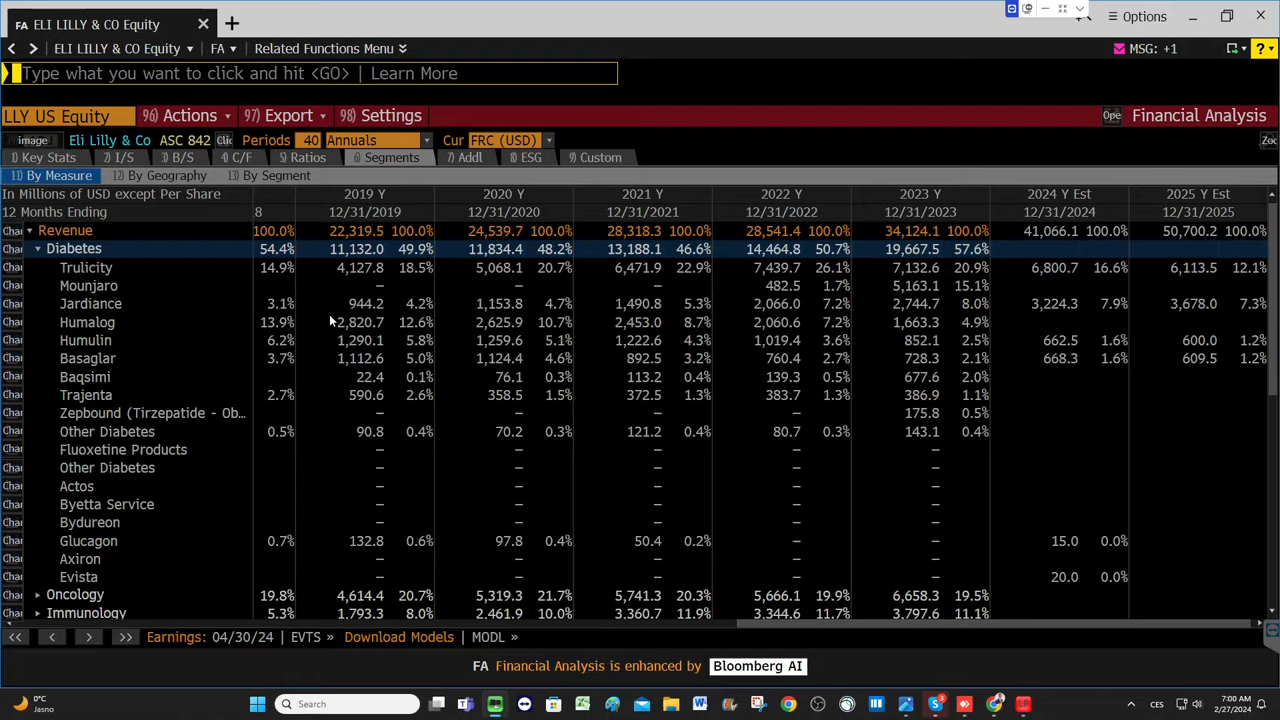 FA ELI LILLY & CO Equity
Options
ELI LILLY & CO Equity FA Related Functions Menu MSG: +1
Type what you want to click and hit <GO> | Learn More
LLY US Equity 96) Actions 97) Export 98) Settings Financial Analysis
image Eli Lilly & Co ASC 842 Periods 40 Annuals Cur FRC (USD)
1) Key Stats 2) I/S 3) B/S 4) C/F 5) Ratios 6) Segments 7) Addl 8) ESG 9) Custom
11) By Measure 12) By Geography 13) By Segment
In Millions of USD except Per Share 2019 Y 2020 Y 2021 Y 2022 Y 2023 Y 2024 Y Est 2025 Y Est
12 Months Ending 8 12/31/2019 12/31/2020 12/31/2021 12/31/2022 12/31/2023 12/31/2024 12/31/2025
Revenue 100.0% 22,319.5 100.0% 24,539.7 100.0% 28,318.3 100.0% 28,541.4 100.0% 34,124.1 100.0% 41,066.1 100.0% 50,700.2 100.0%
Diabetes 54.4% 11,132.0 49.9% 11,834.4 48.2% 13,188.1 46.6% 14,464.8 50.7% 19,667.5 57.6%
Trulicity 14.9% 4,127.8 18.5% 5,068.1 20.7% 6,471.9 22.9% 7,439.7 26.1% 7,132.6 20.9% 6,800.7 16.6% 6,113.5 12.1%
Mounjaro – – – 482.5 1.7% 5,163.1 15.1%
Jardiance 3.1% 944.2 4.2% 1,153.8 4.7% 1,490.8 5.3% 2,066.0 7.2% 2,744.7 8.0% 3,224.3 7.9% 3,678.0 7.3%
Humalog 13.9% 2,820.7 12.6% 2,625.9 10.7% 2,453.0 8.7% 2,060.6 7.2% 1,663.3 4.9%
Humulin 6.2% 1,290.1 5.8% 1,259.6 5.1% 1,222.6 4.3% 1,019.4 3.6% 852.1 2.5% 662.5 1.6% 600.0 1.2%
Basaglar 3.7% 1,112.6 5.0% 1,124.4 4.6% 892.5 3.2% 760.4 2.7% 728.3 2.1% 668.3 1.6% 609.5 1.2%
Baqsimi 22.4 0.1% 76.1 0.3% 113.2 0.4% 139.3 0.5% 677.6 2.0%
Trajenta 2.7% 590.6 2.6% 358.5 1.5% 372.5 1.3% 383.7 1.3% 386.9 1.1%
Zepbound (Tirzepatide - Ob... – – – – 175.8 0.5%
Other Diabetes 0.5% 90.8 0.4% 70.2 0.3% 121.2 0.4% 80.7 0.3% 143.1 0.4%
Fluoxetine Products – – – – –
Other Diabetes – – – – –
Actos – – – – –
Byetta Service – – – – –
Bydureon – – – – –
Glucagon 0.7% 132.8 0.6% 97.8 0.4% 50.4 0.2% – – 15.0 0.0%
Axiron – – – – –
Evista – – – – – 20.0 0.0%
Oncology 19.8% 4,614.4 20.7% 5,319.3 21.7% 5,741.3 20.3% 5,666.1 19.9% 6,658.3 19.5%
Immunology 5.3% 1,793.3 8.0% 2,461.9 10.0% 3,360.7 11.9% 3,344.6 11.7% 3,797.6 11.1%
<< < > >> Earnings: 04/30/24 EVTS » Download Models MODL »
FA Financial Analysis is enhanced by Bloomberg AI
0°C Search CES 7:00 AM
Jasno 2/27/2024